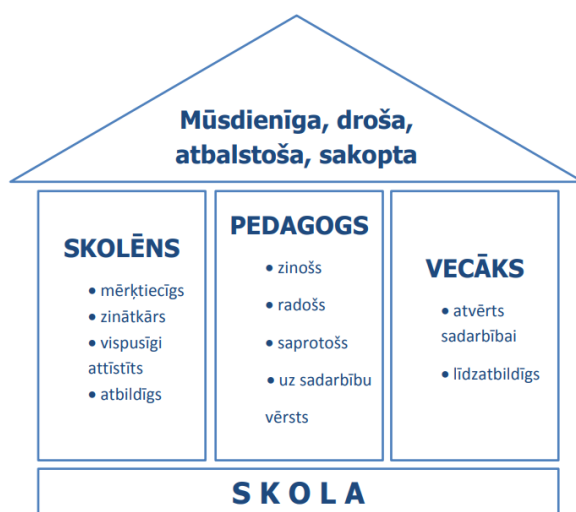 Mūsdienīga, droša,
atbalstoša, sakopta
SKOLĒNS
• mērķtiecīgs
• zinātkārs
• vispusīgi
attīstīts
• atbildīgs
PEDAGOGS
• zinošs
• radošs
• saprotošs
• uz sadarbību
vērsts
VECĀKS
• atvērts
sadarbībai
• līdzatbildīgs
SKOLA